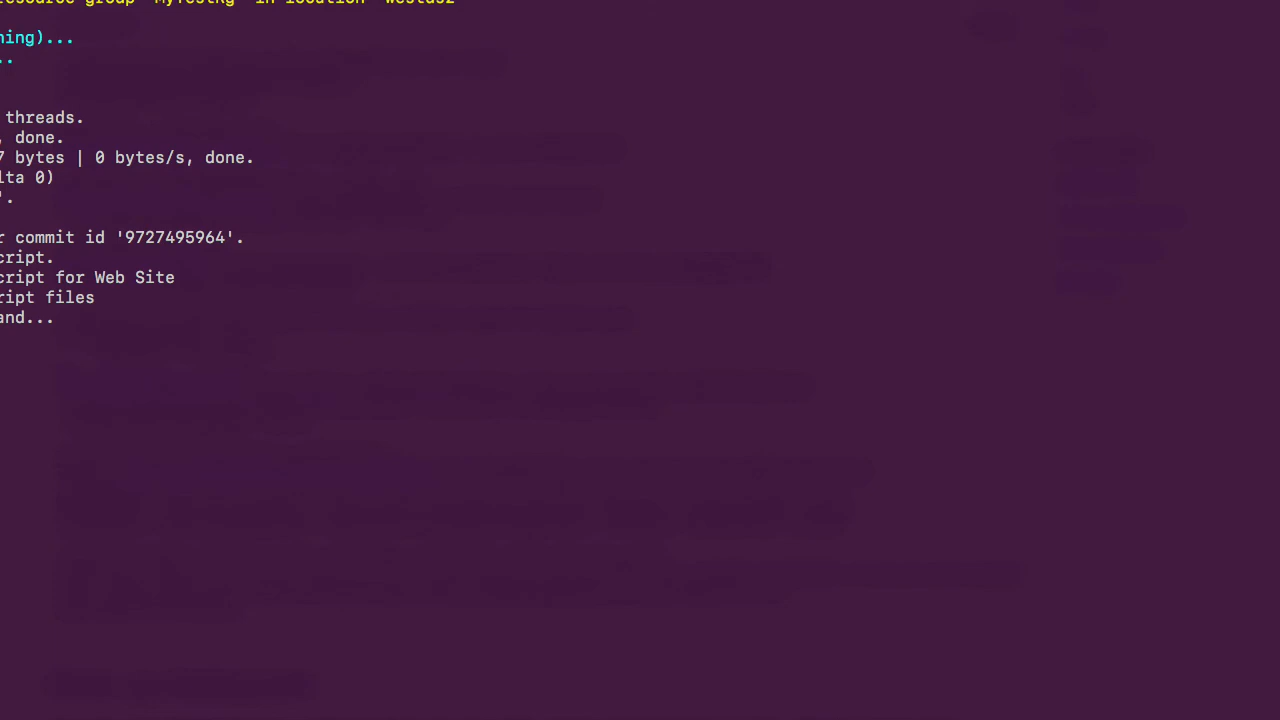 resource group "MyTestRg" in location "westus2"
ning)...
..
threads.
, done.
7 bytes | 0 bytes/s, done.
lta 0)
'.
r commit id '9727495964'.
cript.
cript for Web Site
ript files
and...